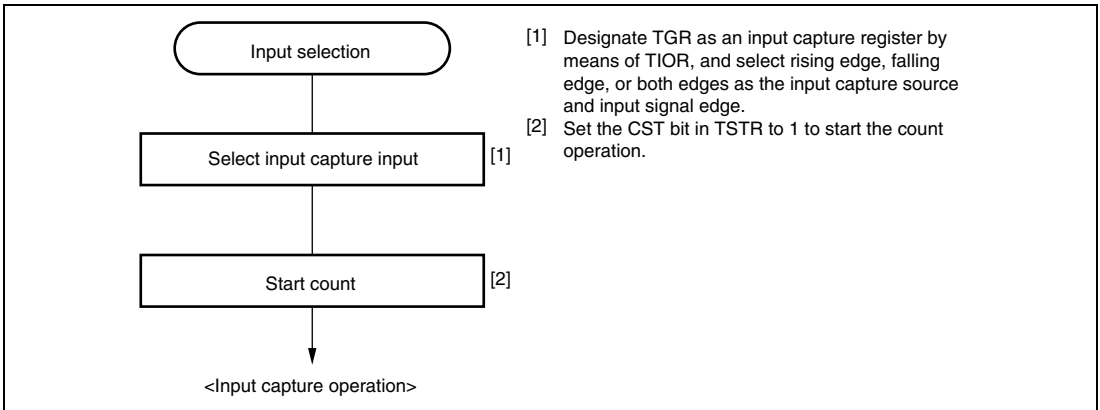 Input selection
Select input capture input
[1]
Start count
[2]
<Input capture operation>
[1] Designate TGR as an input capture register by
means of TIOR, and select rising edge, falling
edge, or both edges as the input capture source
and input signal edge.
[2] Set the CST bit in TSTR to 1 to start the count
operation.